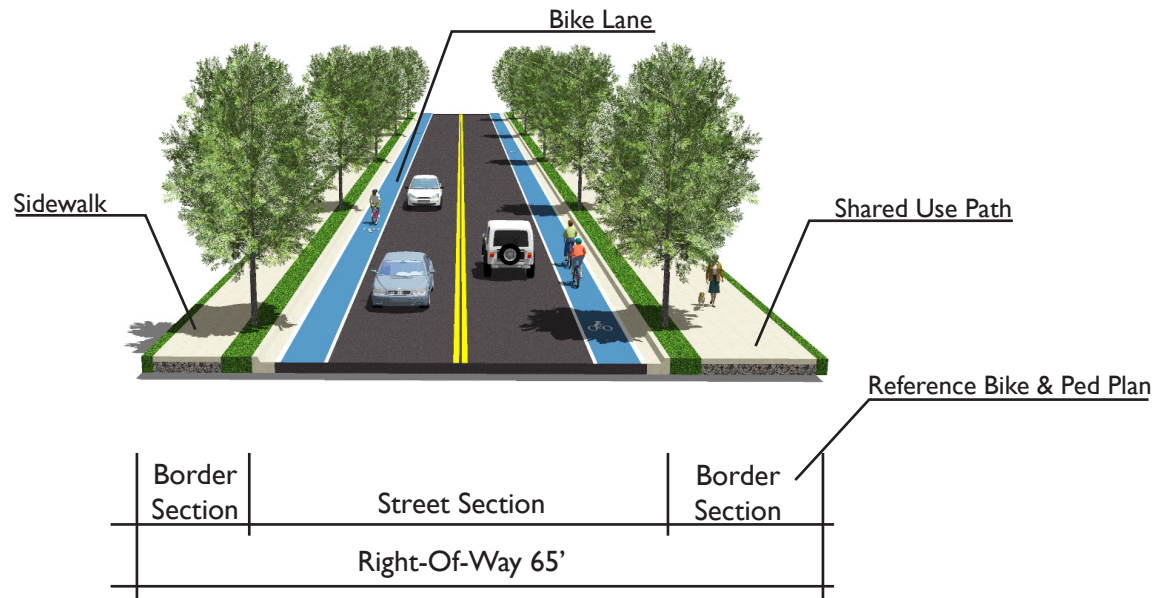 Bike Lane
Sidewalk
Shared Use Path
Reference Bike & Ped Plan
Border
Section
Street Section
Border
Section
Right-Of-Way 65’